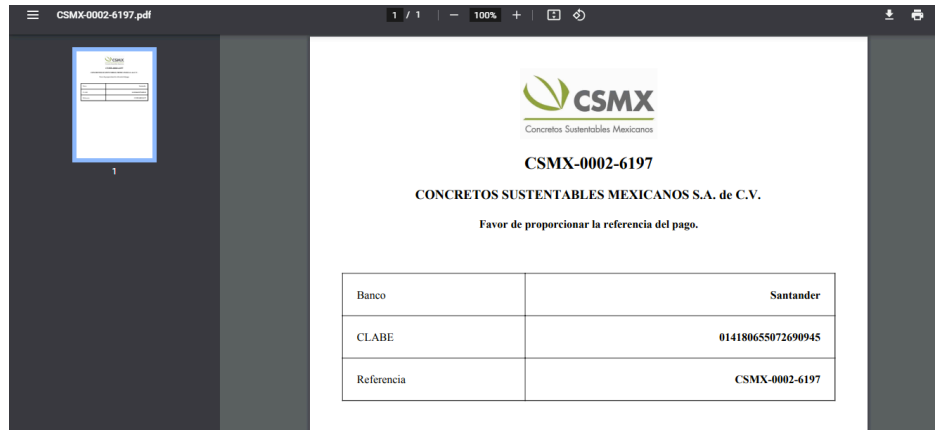 CSMX-0002-6197.pdf
1 / 1
100%
1
CSMX
Concretos Sustentables Mexicanos
CSMX-0002-6197
CONCRETOS SUSTENTABLES MEXICANOS S.A. de C.V.
Favor de proporcionar la referencia del pago.
Banco Santander
CLABE 014180655072690945
Referencia CSMX-0002-6197